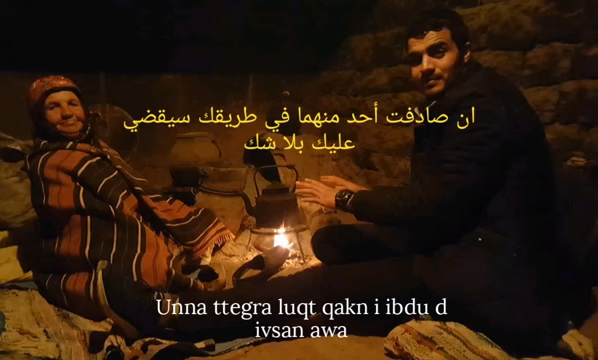 ان صادفت أحد منهما في طريقك سيقضي
عليك بلا شك
Unna ttegra luqt qakn i ibdu d
ivsan awa